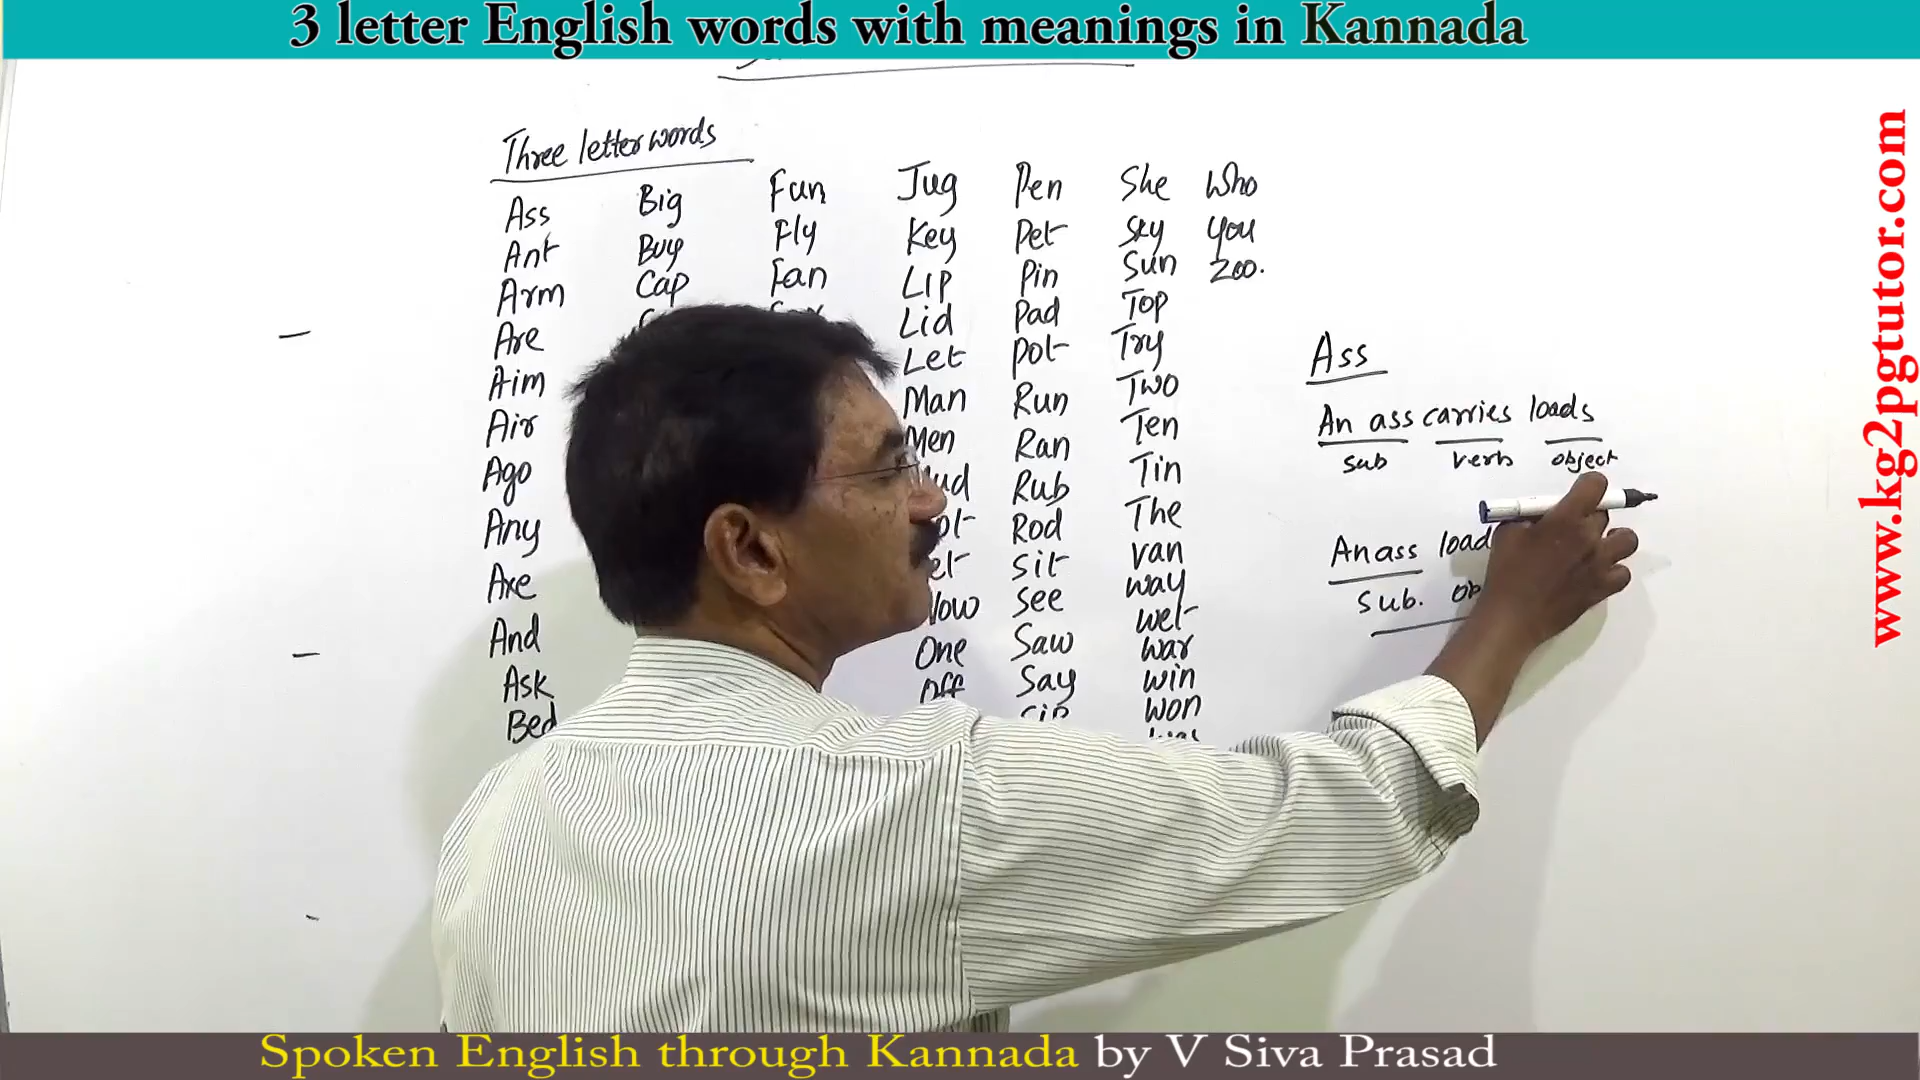 3 letter English words with meanings in Kannada
Three letter words
Ass
Ant
Arm
Are
Aim
Air
Ago
Any
Axe
And
Ask
Bed
Big
Buy
Cap
Fun
Fly
Fan
Jug
Key
Lip
Lid
Let
Man
Men
Now
One
Off
Pen
Pet
Pin
Pad
Pot
Run
Ran
Rub
Rod
Sit
See
Saw
Say
She
Sky
Sun
Top
Try
Two
Ten
Tin
The
Van
Way
Wet
War
Win
Won
Who
You
Zoo.
Ass
An ass carries loads
sub verb object
An ass load
Sub. ob
www.kg2pgtutor.com
Spoken English through Kannada by V Siva Prasad